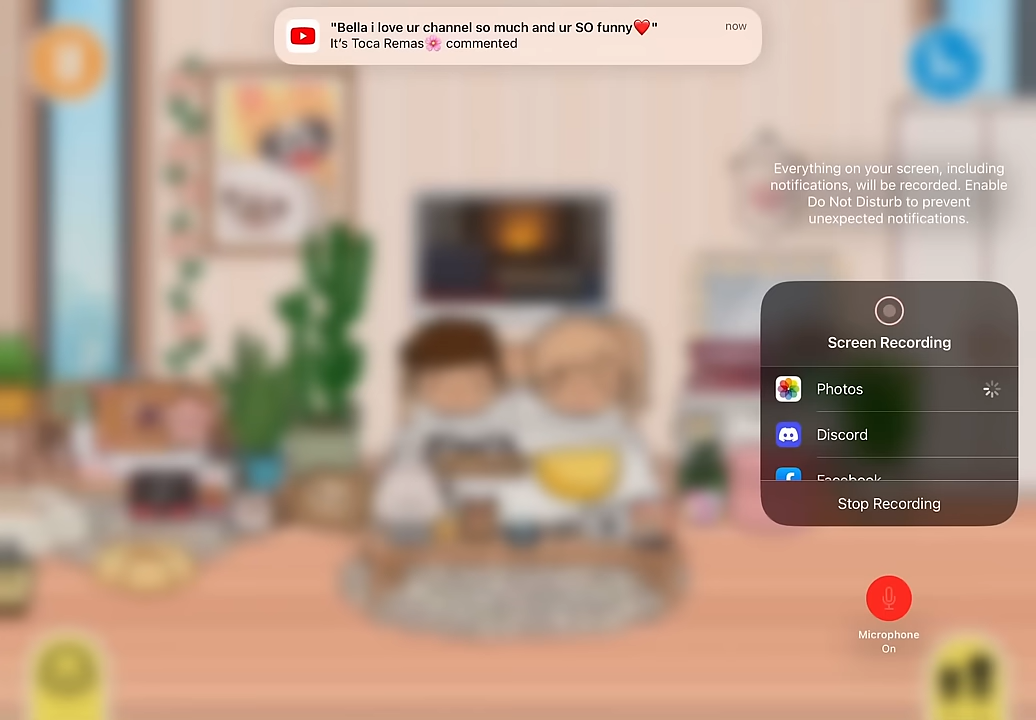 "Bella i love ur channel so much and ur SO funny❤️"
now
It's Toca Remas🌸 commented
Everything on your screen, including
notifications, will be recorded. Enable
Do Not Disturb to prevent
unexpected notifications.
Screen Recording
Photos
Discord
Facebook
Stop Recording
Microphone
On